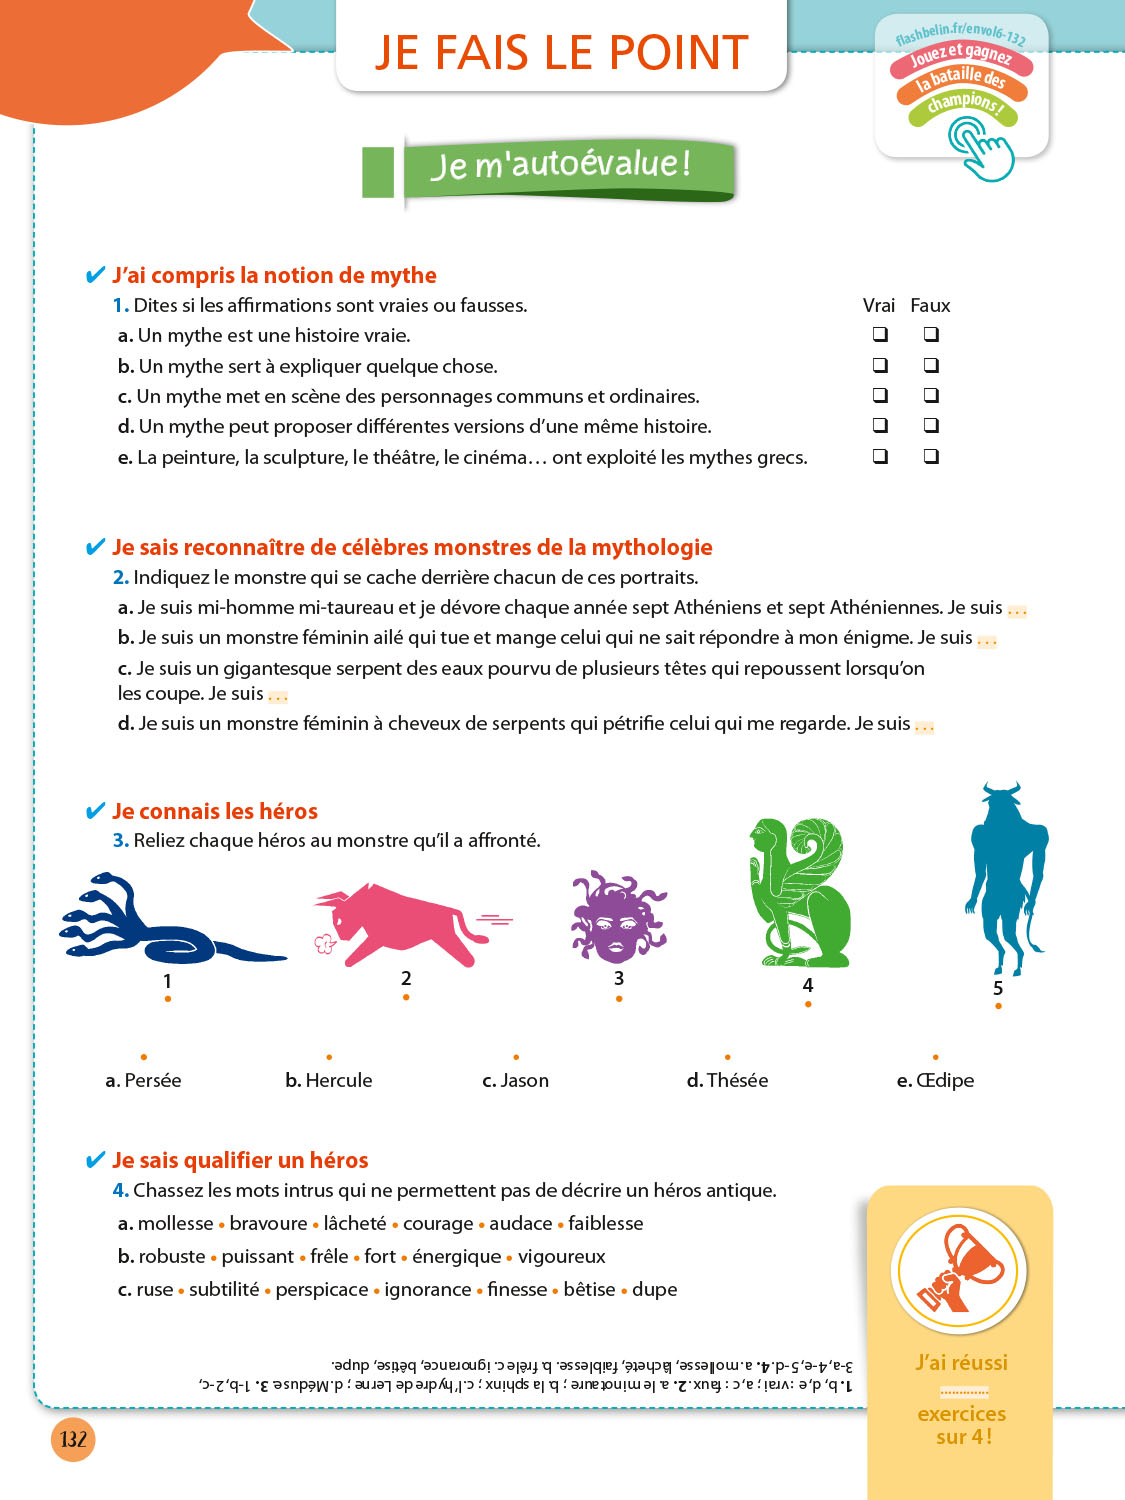 JE FAIS LE POINT
flashbelin.fr/envol6-132
Jouez et gagnez
la bataille des
champions !
Je m'autoévalue !
✔ J'ai compris la notion de mythe
1. Dites si les affirmations sont vraies ou fausses. Vrai Faux
a. Un mythe est une histoire vraie. ❑ ❑
b. Un mythe sert à expliquer quelque chose. ❑ ❑
c. Un mythe met en scène des personnages communs et ordinaires. ❑ ❑
d. Un mythe peut proposer différentes versions d'une même histoire. ❑ ❑
e. La peinture, la sculpture, le théâtre, le cinéma… ont exploité les mythes grecs. ❑ ❑
✔ Je sais reconnaître de célèbres monstres de la mythologie
2. Indiquez le monstre qui se cache derrière chacun de ces portraits.
a. Je suis mi-homme mi-taureau et je dévore chaque année sept Athéniens et sept Athéniennes. Je suis ...
b. Je suis un monstre féminin ailé qui tue et mange celui qui ne sait répondre à mon énigme. Je suis ...
c. Je suis un gigantesque serpent des eaux pourvu de plusieurs têtes qui repoussent lorsqu'on
les coupe. Je suis ...
d. Je suis un monstre féminin à cheveux de serpents qui pétrifie celui qui me regarde. Je suis ...
✔ Je connais les héros
3. Reliez chaque héros au monstre qu'il a affronté.
1 2 3 4 5
a. Persée b. Hercule c. Jason d. Thésée e. Œdipe
✔ Je sais qualifier un héros
4. Chassez les mots intrus qui ne permettent pas de décrire un héros antique.
a. mollesse • bravoure • lâcheté • courage • audace • faiblesse
b. robuste • puissant • frêle • fort • énergique • vigoureux
c. ruse • subtilité • perspicace • ignorance • finesse • bêtise • dupe
1. b, d, e : vrai ; a, c : faux. 2. a. le minotaure ; b. la sphinx ; c. l'hydre de Lerne ; d. Méduse. 3. 1-b, 2-c,
3-a, 4-e, 5-d. 4. a. mollesse, lâcheté, faiblesse. b. frêle c. ignorance, bêtise, dupe.
J'ai réussi
.............
exercices
sur 4 !
132